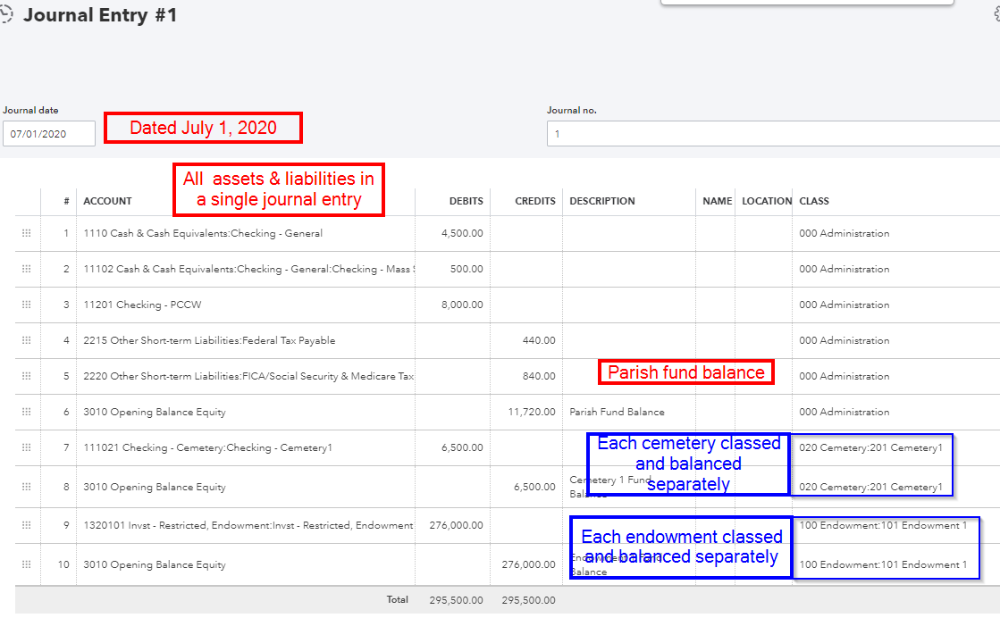 Journal Entry #1
Journal date
Journal no.
07/01/2020
Dated July 1, 2020
1
All assets & liabilities in
a single journal entry
# ACCOUNT DEBITS CREDITS DESCRIPTION NAME LOCATION CLASS
1 1110 Cash & Cash Equivalents:Checking - General 4,500.00 000 Administration
2 11102 Cash & Cash Equivalents:Checking - General:Checking - Mass 500.00 000 Administration
3 11201 Checking - PCCW 8,000.00 000 Administration
4 2215 Other Short-term Liabilities:Federal Tax Payable 440.00 000 Administration
5 2220 Other Short-term Liabilities:FICA/Social Security & Medicare Tax 840.00 000 Administration
Parish fund balance
6 3010 Opening Balance Equity 11,720.00 Parish Fund Balance 000 Administration
7 111021 Checking - Cemetery:Checking - Cemetery1 6,500.00 020 Cemetery:201 Cemetery1
Each cemetery classed
and balanced
separately
8 3010 Opening Balance Equity 6,500.00 Cemetery 1 Fund 020 Cemetery:201 Cemetery1
Balance
9 1320101 Invst - Restricted, Endowment:Invst - Restricted, Endowment 276,000.00 100 Endowment:101 Endowment 1
Each endowment classed
and balanced separately
10 3010 Opening Balance Equity 276,000.00 Endowment 1 Fund 100 Endowment:101 Endowment 1
Balance
Total 295,500.00 295,500.00